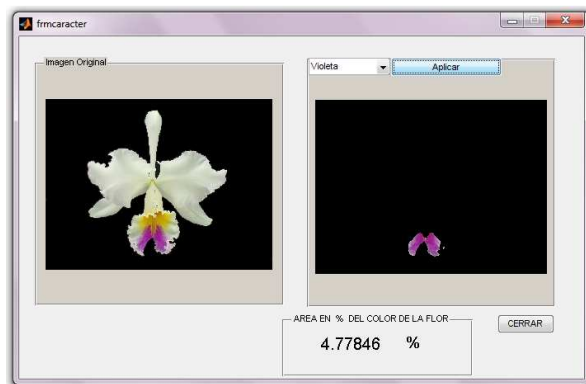 frmcaracter
Imagen Original
Violeta
Aplicar
AREA EN % DEL COLOR DE LA FLOR
4.77846 %
CERRAR